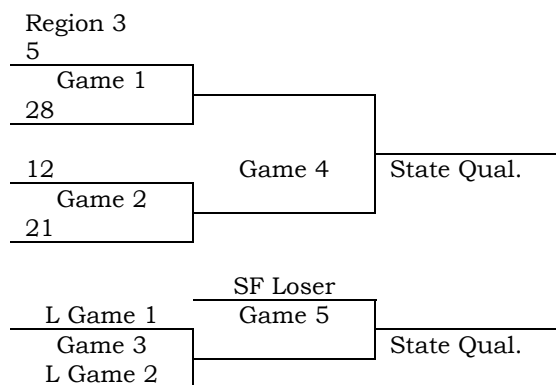 Region 3
5
Game 1
28
12
Game 4
State Qual.
Game 2
21
SF Loser
L Game 1
Game 5
Game 3
State Qual.
L Game 2